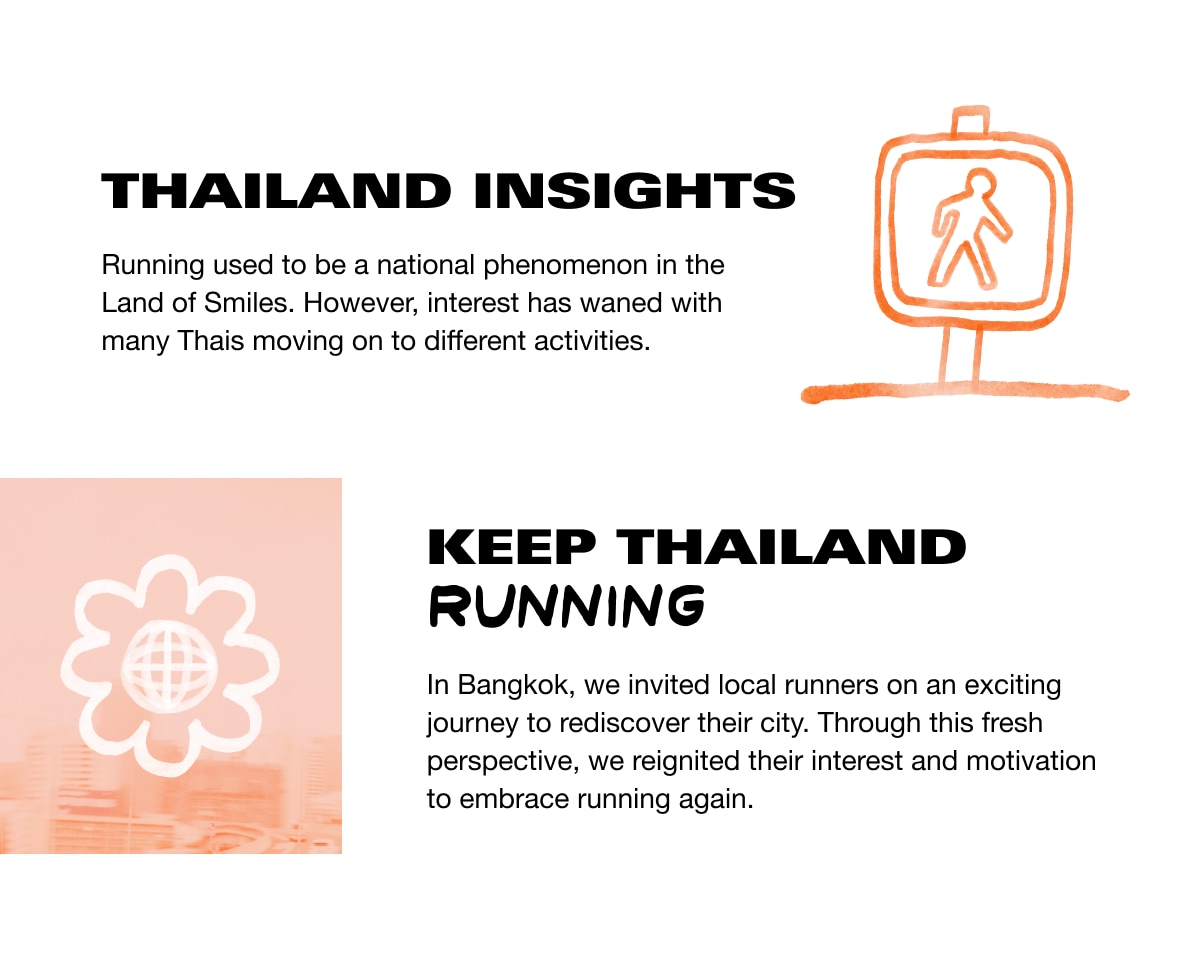 THAILAND INSIGHTS
Running used to be a national phenomenon in the
Land of Smiles. However, interest has waned with
many Thais moving on to different activities.
KEEP THAILAND
RUNNING
In Bangkok, we invited local runners on an exciting
journey to rediscover their city. Through this fresh
perspective, we reignited their interest and motivation
to embrace running again.